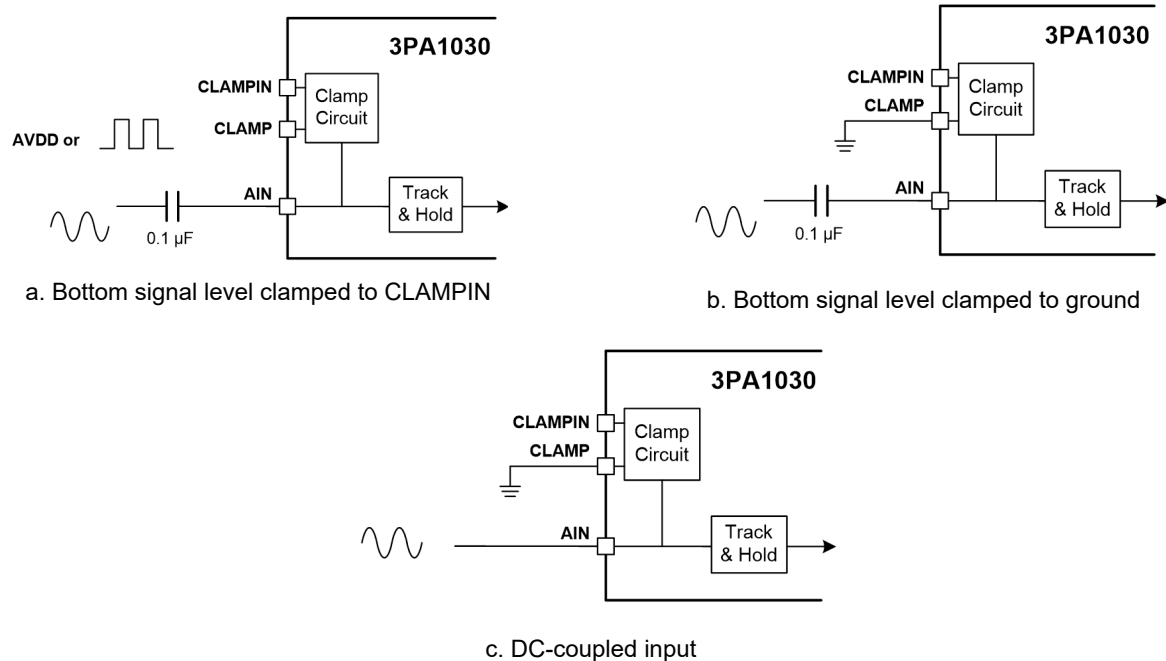 3PA1030
CLAMPIN
Clamp
Circuit
CLAMP
AVDD or
AIN
Track
& Hold
0.1 µF
a. Bottom signal level clamped to CLAMPIN
3PA1030
CLAMPIN
Clamp
Circuit
CLAMP
AIN
Track
& Hold
0.1 µF
b. Bottom signal level clamped to ground
3PA1030
CLAMPIN
Clamp
Circuit
CLAMP
AIN
Track
& Hold
c. DC-coupled input